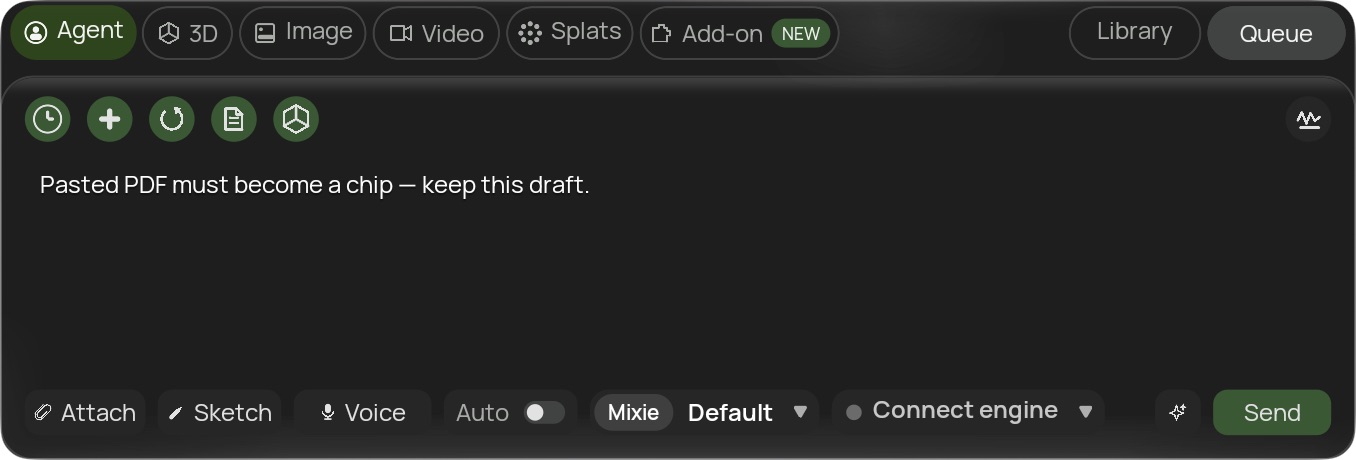 Agent 3D Image Video Splats Add-on NEW Library Queue
Pasted PDF must become a chip — keep this draft.
Attach Sketch Voice Auto Mixie Default Connect engine Send